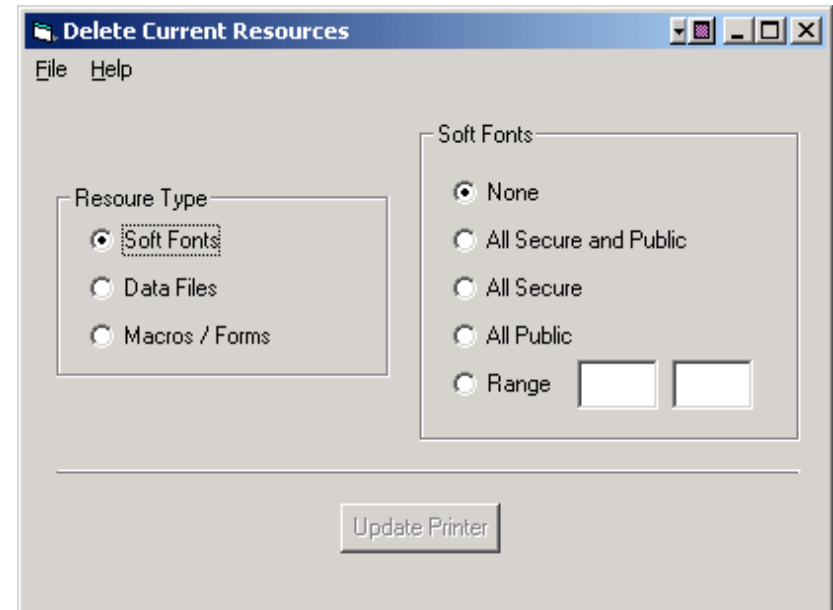 Delete Current Resources
File Help
Resoure Type
Soft Fonts
Data Files
Macros / Forms
Soft Fonts
None
All Secure and Public
All Secure
All Public
Range
Update Printer